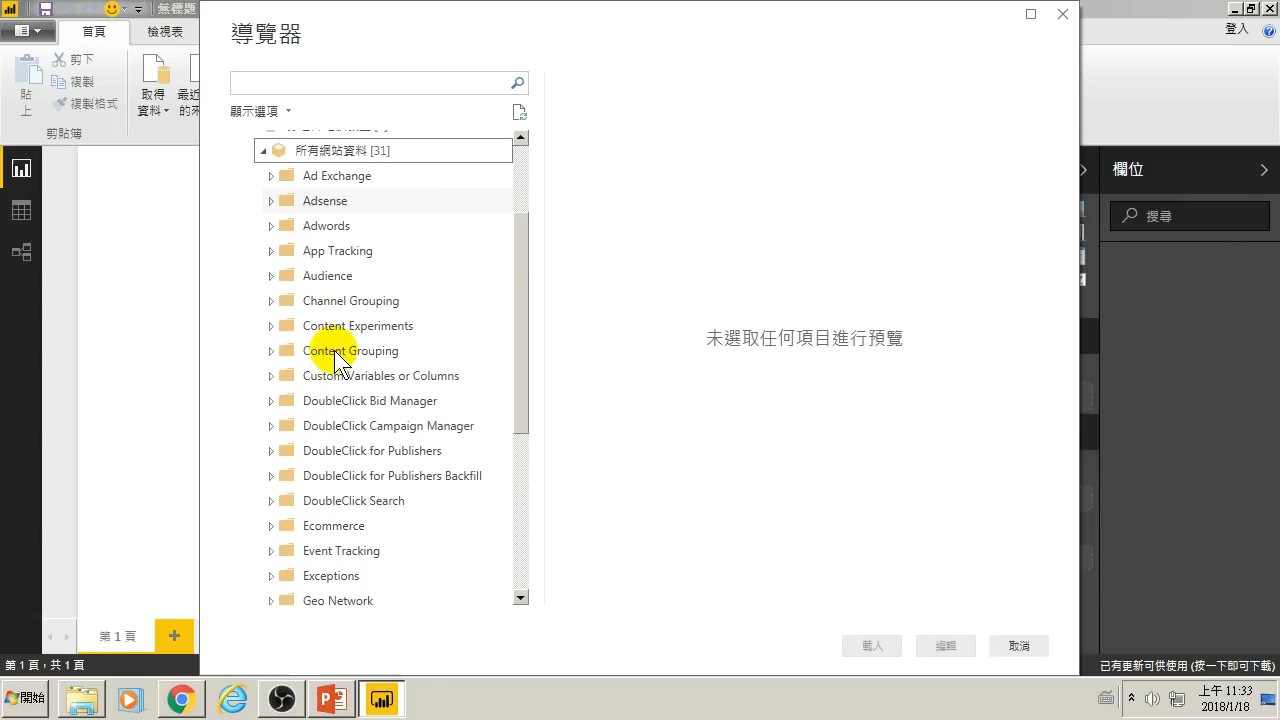 無標題
首頁
檢視表
登入
剪下
複製
複製格式
貼上
取得資料
最近的來
剪貼簿
導覽器
顯示選項
所有網站資料 [31]
Ad Exchange
Adsense
Adwords
App Tracking
Audience
Channel Grouping
Content Experiments
Content Grouping
Custom Variables or Columns
DoubleClick Bid Manager
DoubleClick Campaign Manager
DoubleClick for Publishers
DoubleClick for Publishers Backfill
DoubleClick Search
Ecommerce
Event Tracking
Exceptions
Geo Network
未選取任何項目進行預覽
載入
編輯
取消
欄位
搜尋
第 1 頁
第 1 頁，共 1 頁
已有更新可供使用 (按一下即可下載)
開始
上午 11:33
2018/1/18